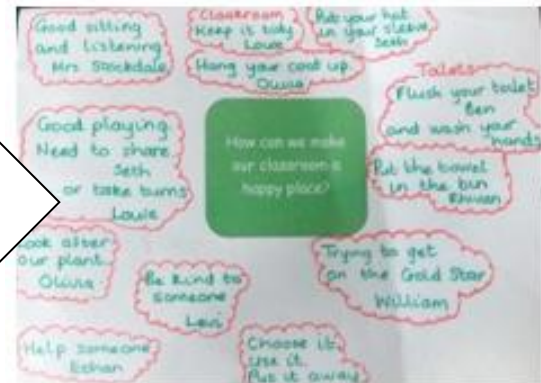 Good sitting
and listening
Mrs Stockdale
Classroom
Keep it tidy
Louie
Put your hat
in your sleeve
Seth
Hang your coat up
Olivia
Toilets
Flush your toilet
Ben
and wash your
hands
Good playing
Need to share
Seth
or take turns
Louie
How can we make
our classroom a
happy place?
Put the towel
in the bin
Look after
our plant
Olivia
Be kind to
someone
Levi
Trying to get
on the Gold Star
William
Help someone
Choose it
Use it
Put it away